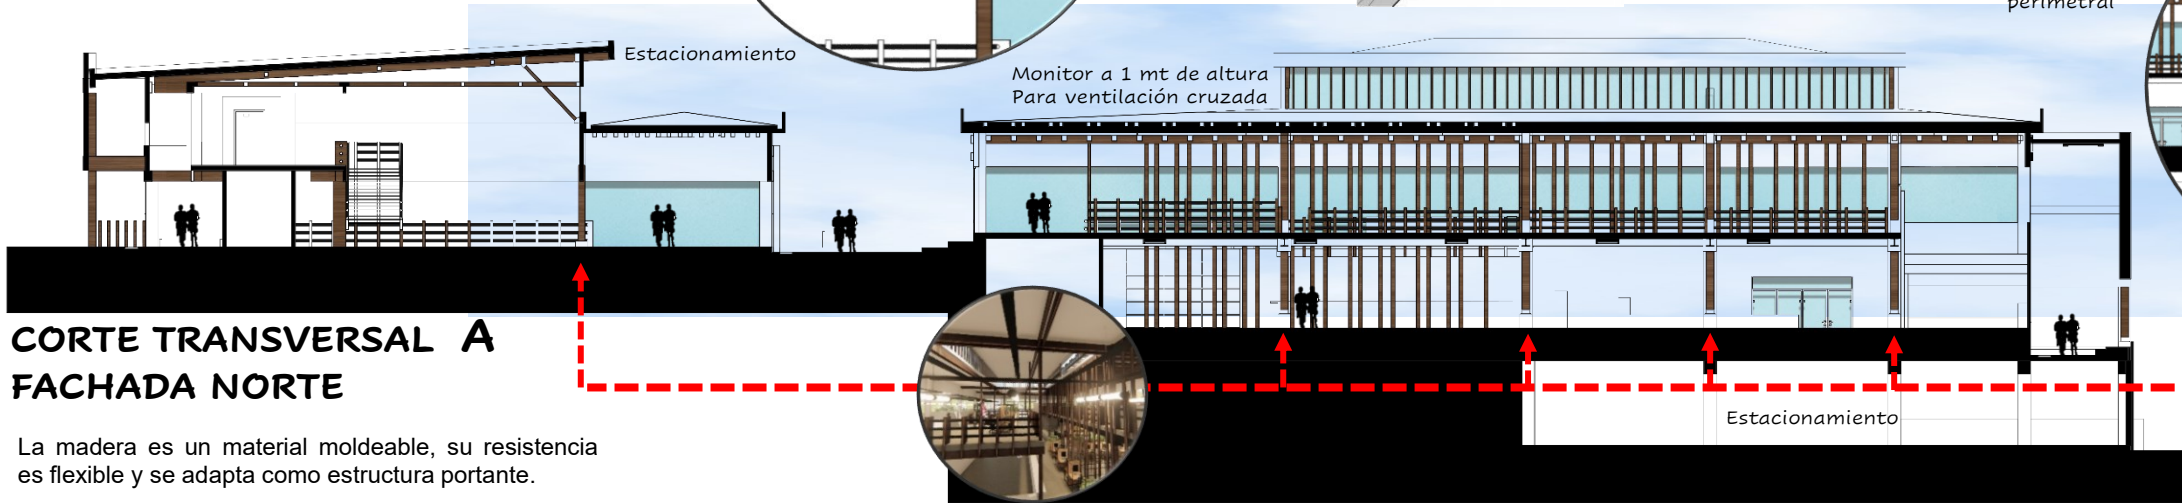 perimetral
Estacionamiento
Monitor a 1 mt de altura
Para ventilación cruzada
CORTE TRANSVERSAL A
FACHADA NORTE
Estacionamiento
La madera es un material moldeable, su resistencia
es flexible y se adapta como estructura portante.